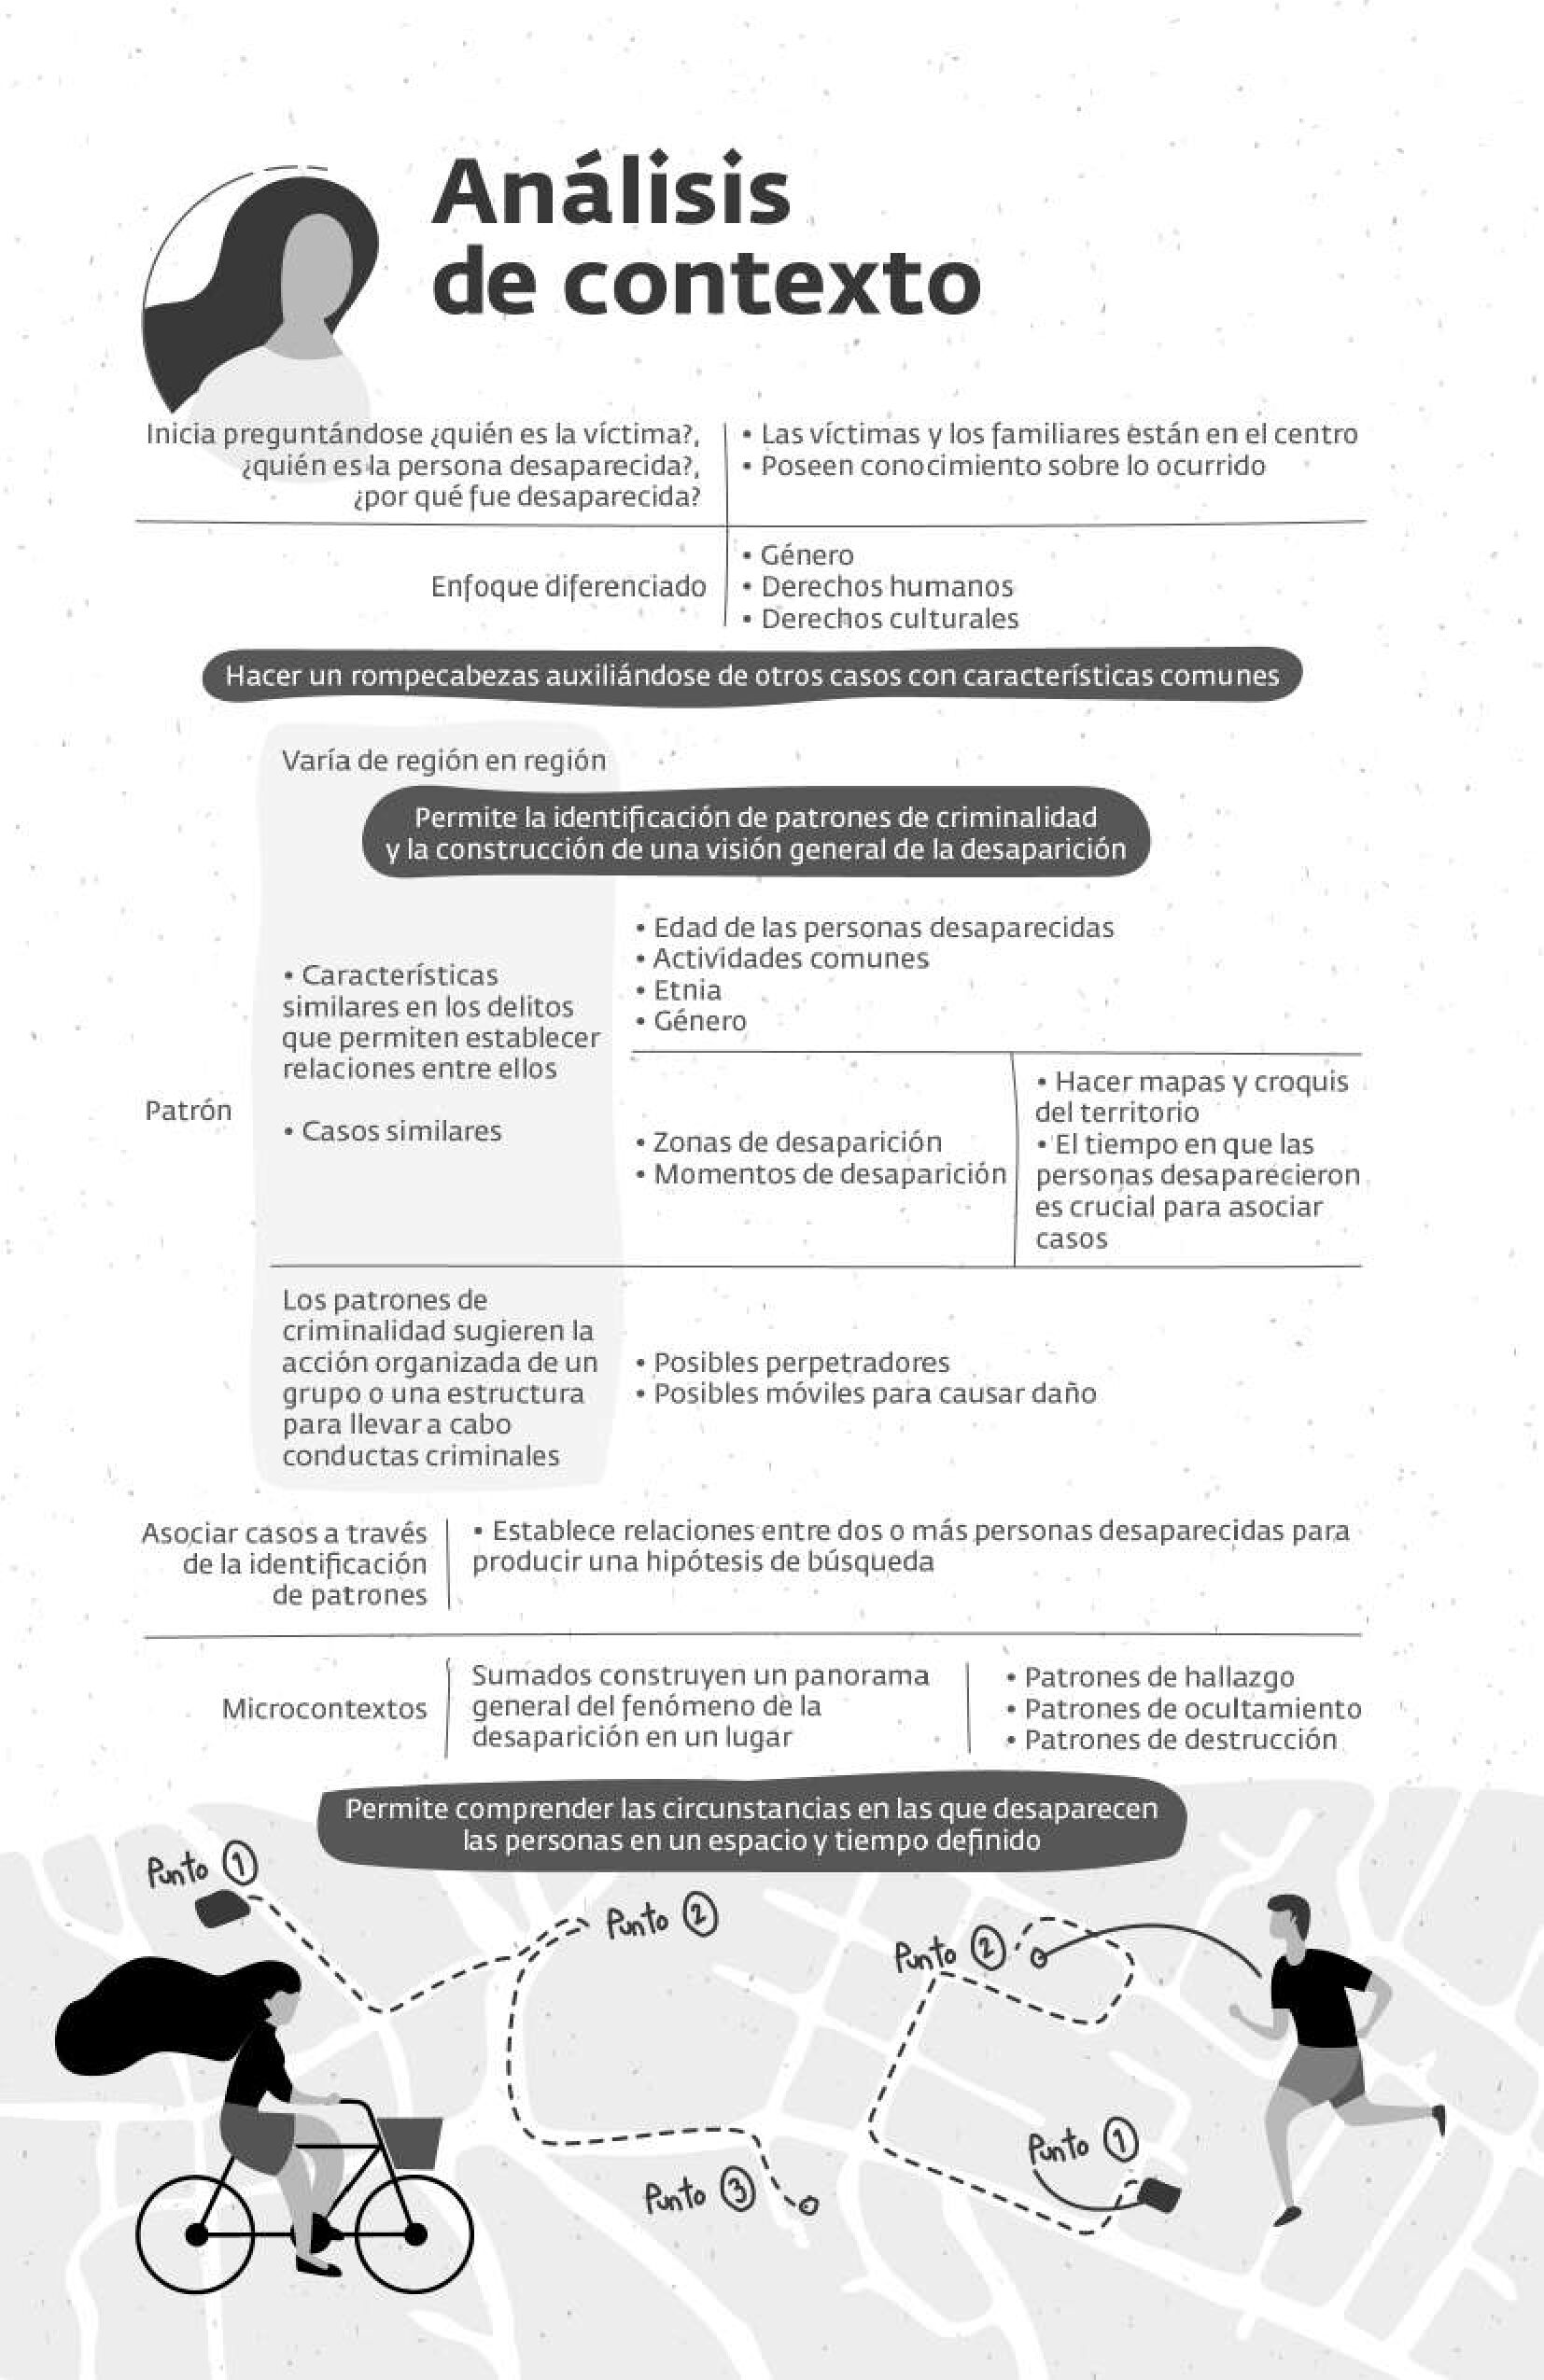 Análisis
de contexto
Inicia preguntándose ¿quién es la víctima?,
¿quién es la persona desaparecida?,
¿por qué fue desaparecida?
• Las víctimas y los familiares están en el centro
• Poseen conocimiento sobre lo ocurrido
Enfoque diferenciado
• Género
• Derechos humanos
• Derechos culturales
Hacer un rompecabezas auxiliándose de otros casos con características comunes
Varía de región en región
Permite la identificación de patrones de criminalidad
y la construcción de una visión general de la desaparición
Patrón
• Características
similares en los delitos
que permiten establecer
relaciones entre ellos
• Casos similares
• Edad de las personas desaparecidas
• Actividades comunes
• Etnia
• Género
• Zonas de desaparición
• Momentos de desaparición
• Hacer mapas y croquis
del territorio
• El tiempo en que las
personas desaparecieron
es crucial para asociar
casos
Los patrones de
criminalidad sugieren la
acción organizada de un
grupo o una estructura
para llevar a cabo
conductas criminales
• Posibles perpetradores
• Posibles móviles para causar daño
Asociar casos a través
de la identificación
de patrones
• Establece relaciones entre dos o más personas desaparecidas para
producir una hipótesis de búsqueda
Microcontextos
Sumados construyen un panorama
general del fenómeno de la
desaparición en un lugar
• Patrones de hallazgo
• Patrones de ocultamiento
• Patrones de destrucción
Permite comprender las circunstancias en las que desaparecen
las personas en un espacio y tiempo definido
Punto 1
Punto 2
Punto 2
Punto 1
Punto 3